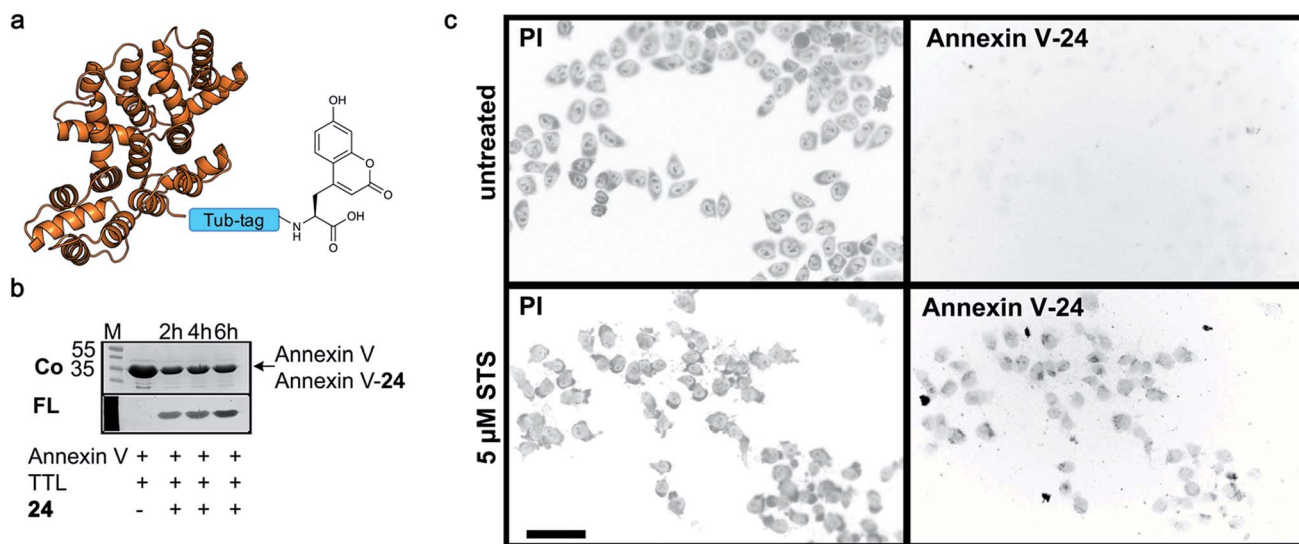 a
OH
O
O
Tub-tag
N
H
OH
O
b
M 2h 4h 6h
55
Co 35
Annexin V
Annexin V-24
FL
Annexin V + + + +
TTL + + + +
24 - + + +
c
untreated
PI
Annexin V-24
5 µM STS
PI
Annexin V-24